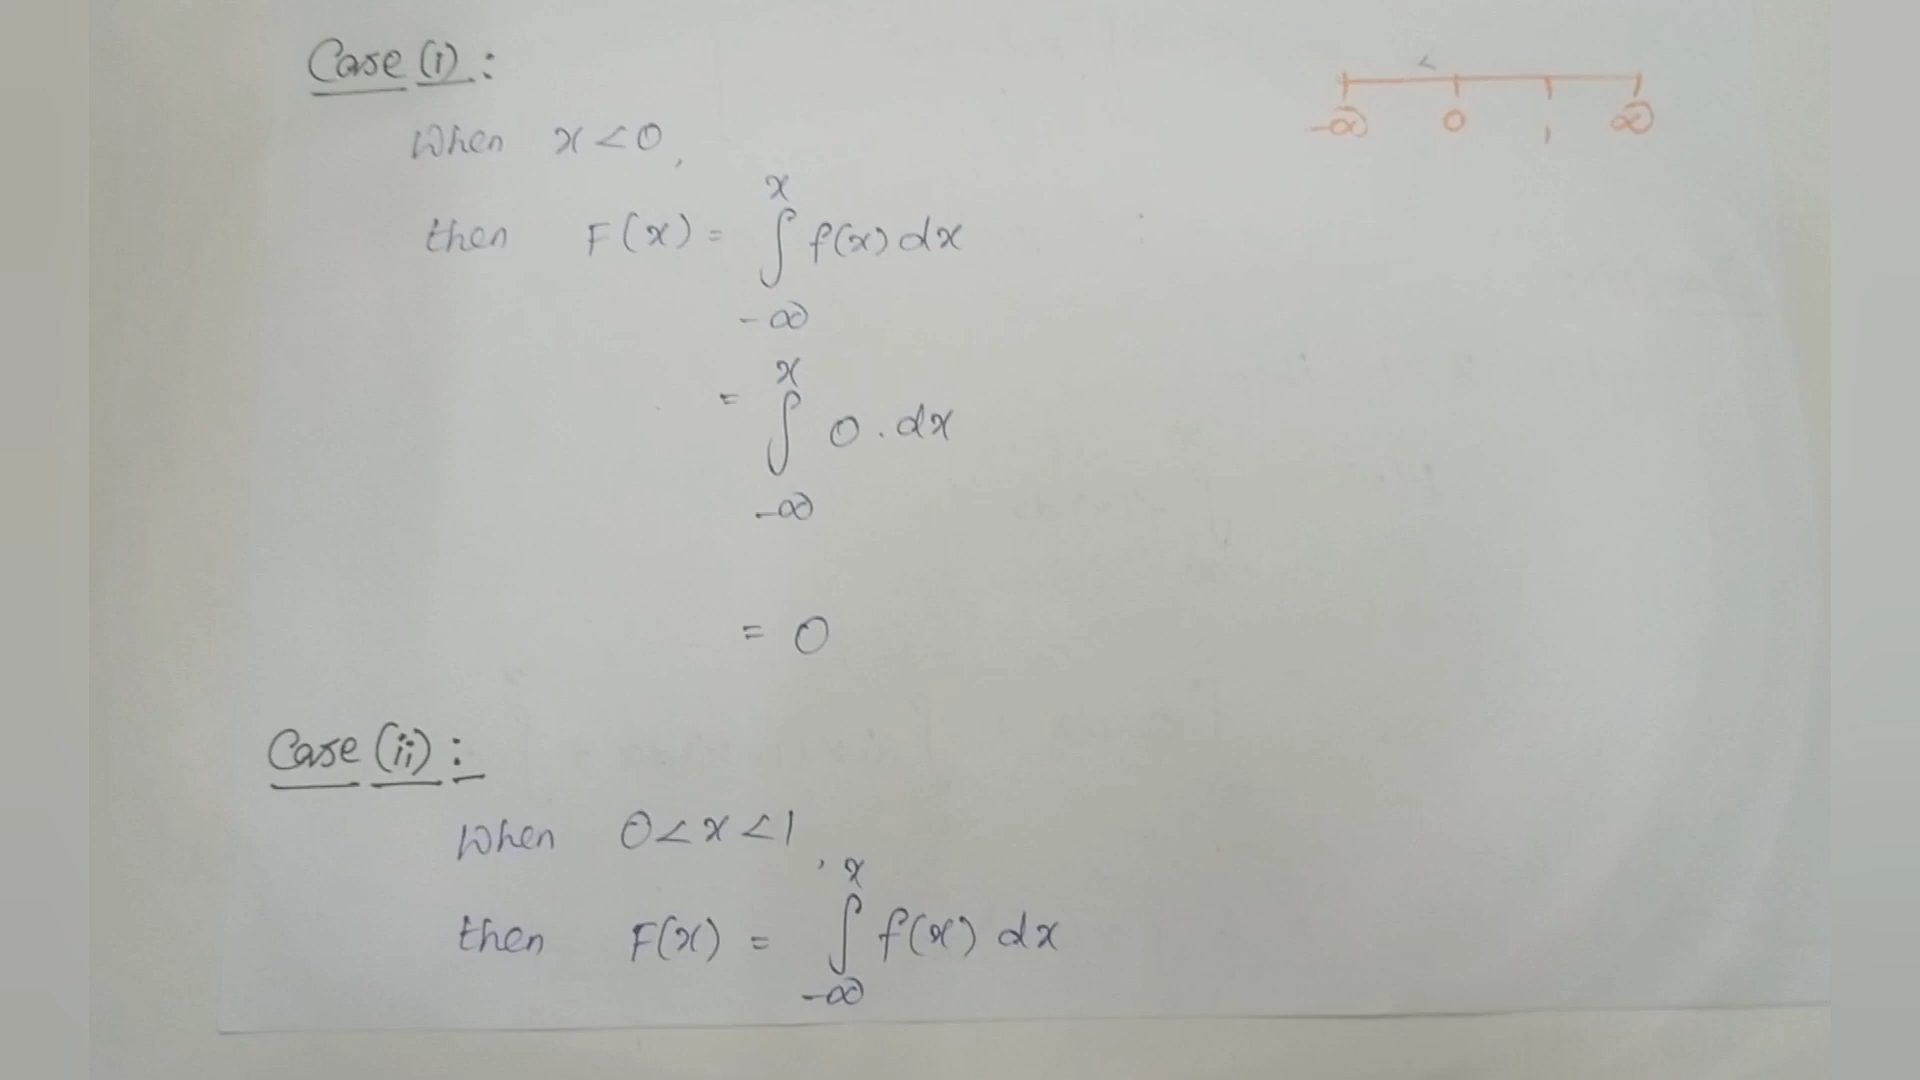 Case (i) :
-∞ 0 1 ∞
<
When x < 0,
then F(x) = ∫_{-∞}^{x} f(x) dx
= ∫_{-∞}^{x} 0 . dx
= 0
Case (ii) :
When 0 < x < 1,
then F(x) = ∫_{-∞}^{x} f(x) dx